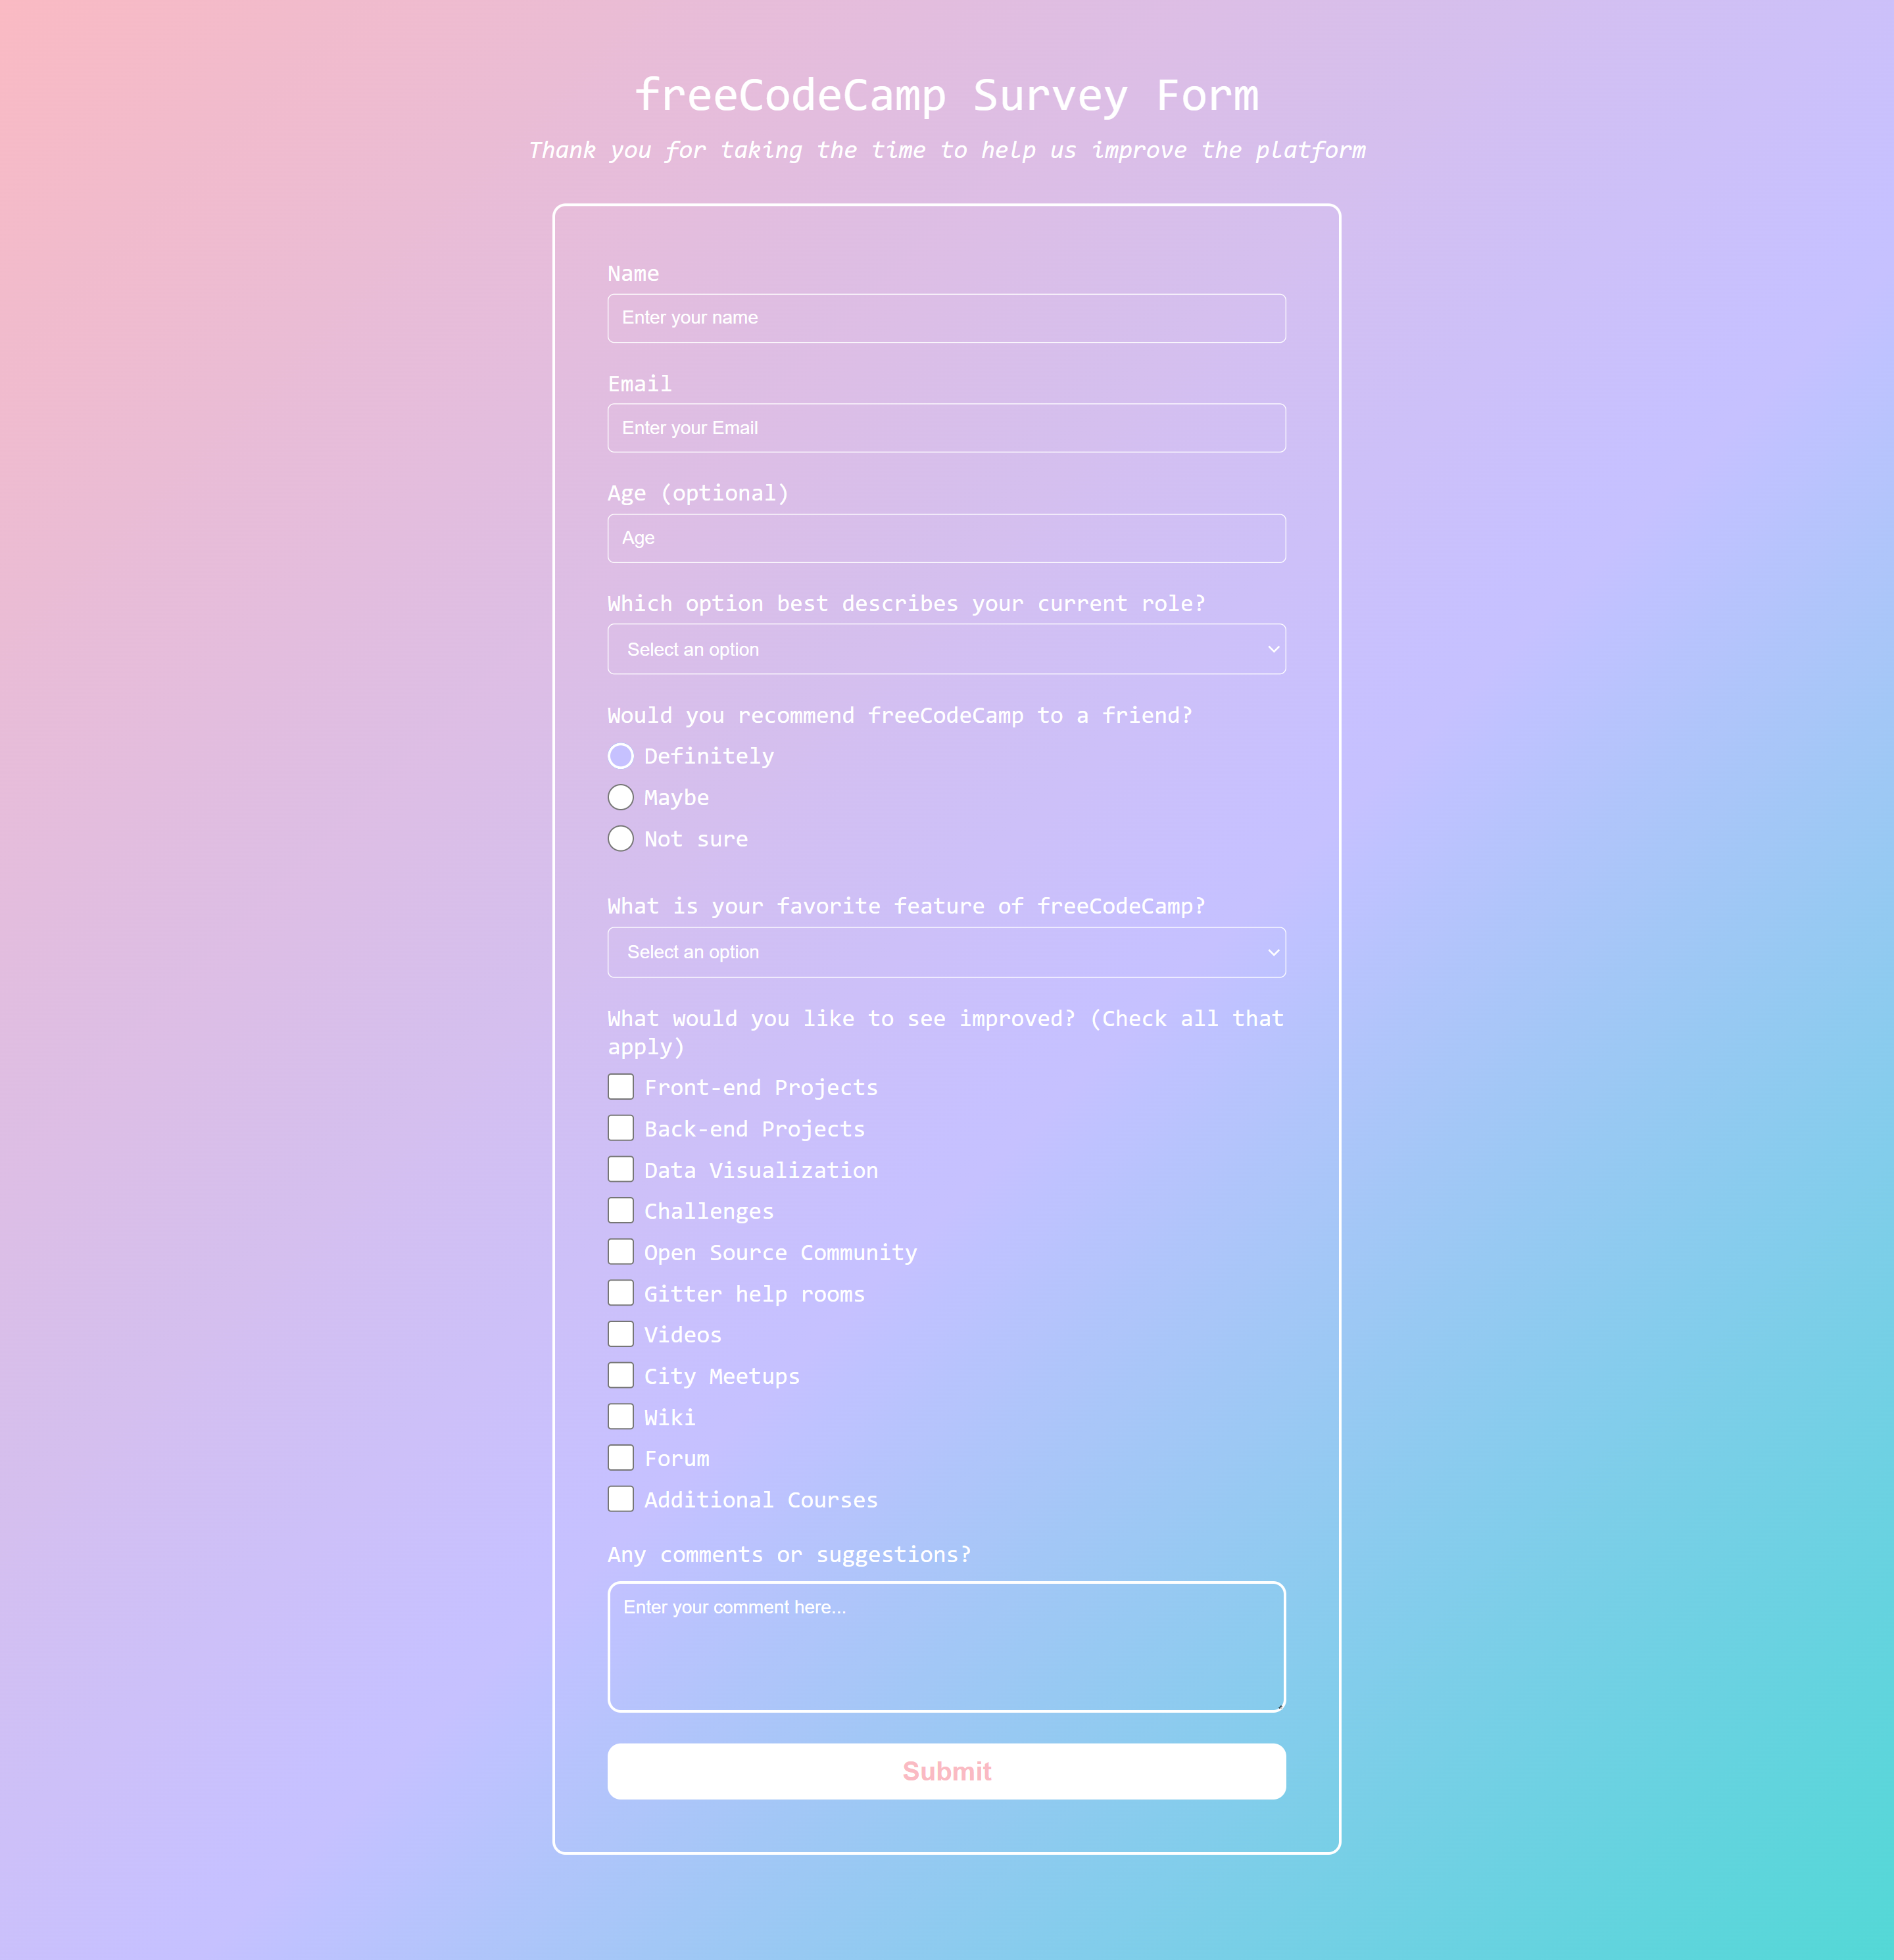 freeCodeCamp Survey Form
Thank you for taking the time to help us improve the platform
Name
Enter your name
Email
Enter your Email
Age (optional)
Age
Which option best describes your current role?
Select an option
Would you recommend freeCodeCamp to a friend?
Definitely
Maybe
Not sure
What is your favorite feature of freeCodeCamp?
Select an option
What would you like to see improved? (Check all that
apply)
Front-end Projects
Back-end Projects
Data Visualization
Challenges
Open Source Community
Gitter help rooms
Videos
City Meetups
Wiki
Forum
Additional Courses
Any comments or suggestions?
Enter your comment here...
Submit